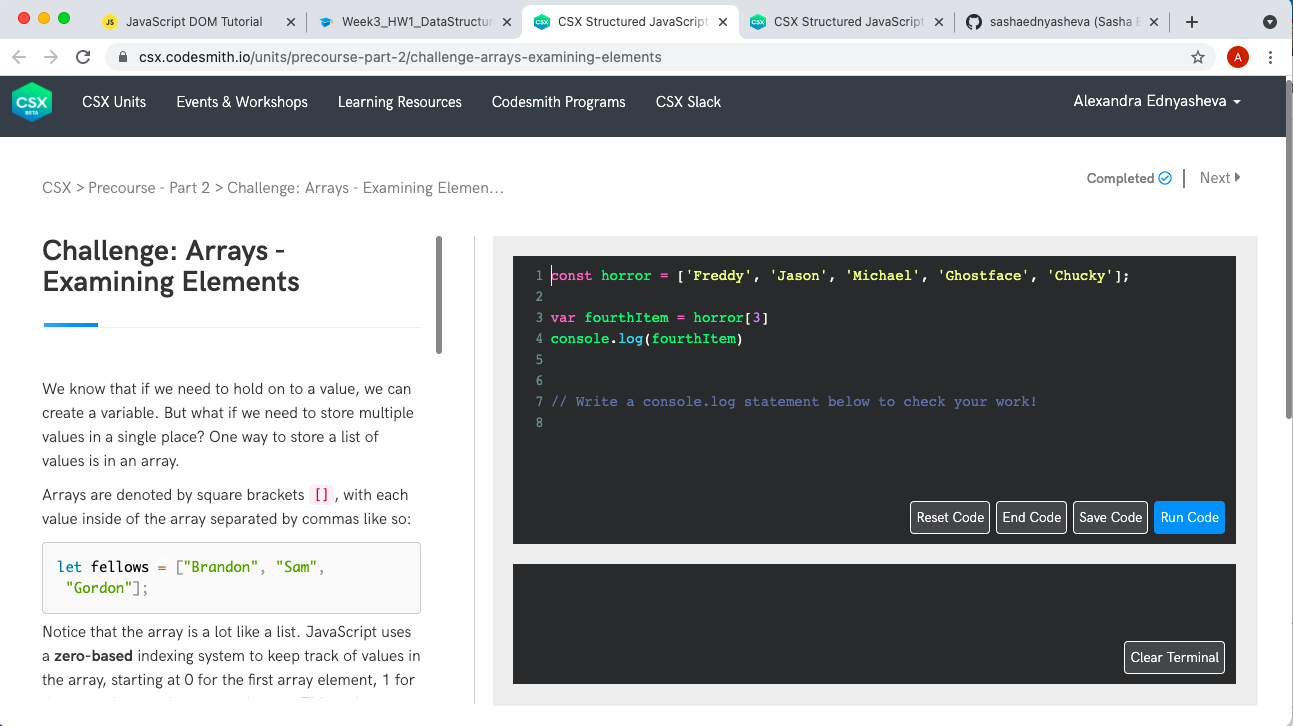 JavaScript DOM Tutorial
Week3_HW1_DataStructur
CSX Structured JavaScript
CSX Structured JavaScript
sashaednyasheva (Sasha E
csx.codesmith.io/units/precourse-part-2/challenge-arrays-examining-elements
A
CSX
BETA
CSX Units
Events & Workshops
Learning Resources
Codesmith Programs
CSX Slack
Alexandra Ednyasheva
CSX > Precourse - Part 2 > Challenge: Arrays - Examining Elemen...
Completed
Next
Challenge: Arrays -
Examining Elements
We know that if we need to hold on to a value, we can
create a variable. But what if we need to store multiple
values in a single place? One way to store a list of
values is in an array.
Arrays are denoted by square brackets [], with each
value inside of the array separated by commas like so:
let fellows = ["Brandon", "Sam",
"Gordon"];
Notice that the array is a lot like a list. JavaScript uses
a zero-based indexing system to keep track of values in
the array, starting at 0 for the first array element, 1 for
1 const horror = ['Freddy', 'Jason', 'Michael', 'Ghostface', 'Chucky'];
2
3 var fourthItem = horror[3]
4 console.log(fourthItem)
5
6
7 // Write a console.log statement below to check your work!
8
Reset Code
End Code
Save Code
Run Code
Clear Terminal